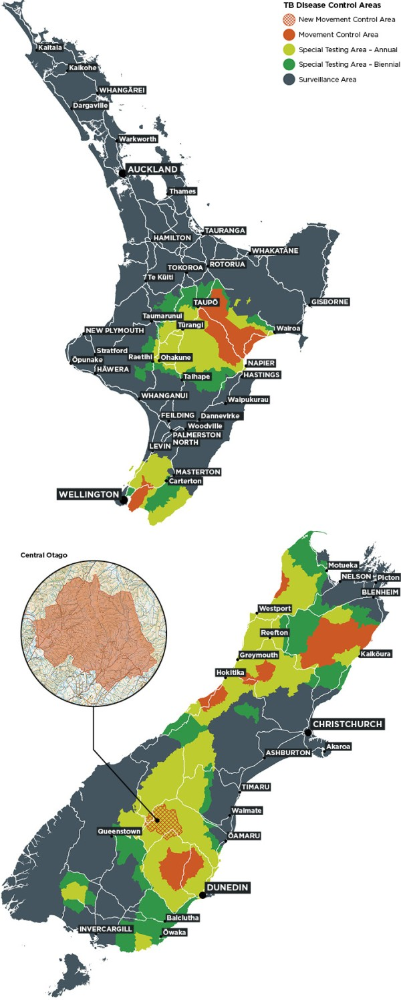 TB Disease Control Areas
New Movement Control Area
Movement Control Area
Special Testing Area – Annual
Special Testing Area – Biennial
Surveillance Area
Kaitaia
Kaikohe
WHANGĀREI
Dargaville
Warkworth
AUCKLAND
Thames
TAURANGA
HAMILTON
WHAKATĀNE
ROTORUA
TOKOROA
Te Kūiti
TAUPŌ
GISBORNE
Taumarunui
Tūrangi
Wairoa
NEW PLYMOUTH
Stratford
Raetihi
Ohakune
Ōpunake
NAPIER
HĀWERA
HASTINGS
Taihape
WHANGANUI
Waipukurau
FEILDING
Dannevirke
Woodville
PALMERSTON
NORTH
LEVIN
MASTERTON
Carterton
WELLINGTON
Central Otago
Motueka
NELSON
Picton
BLENHEIM
Westport
Reefton
Greymouth
Kaikōura
Hokitika
CHRISTCHURCH
Akaroa
ASHBURTON
TIMARU
Waimate
Queenstown
ŌAMARU
DUNEDIN
Balclutha
INVERCARGILL
Ōwaka